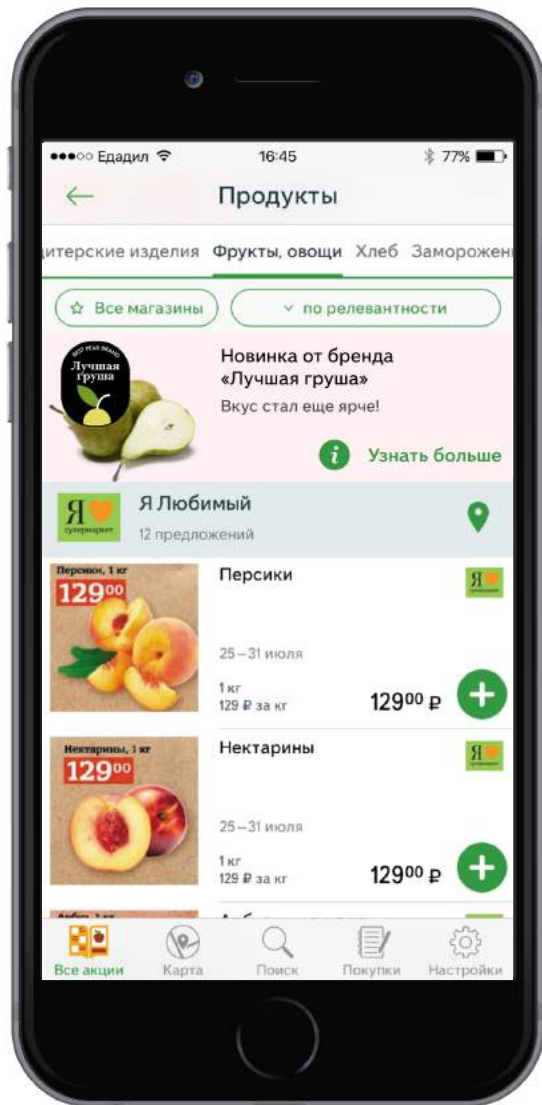 Едадил
16:45
77%
Продукты
дитерские изделия Фрукты, овощи Хлеб Заморожен
Все магазины
по релевантности
BEST PEAR BRAND
Лучшая
груша
Новинка от бренда
«Лучшая груша»
Вкус стал еще ярче!
i Узнать больше
Я
супермаркет
Я Любимый
12 предложений
Персики, 1 кг
129⁰⁰
Персики
Я
25–31 июля
1 кг
129 ₽ за кг
129⁰⁰ ₽
Нектарины, 1 кг
129⁰⁰
Нектарины
Я
25–31 июля
1 кг
129 ₽ за кг
129⁰⁰ ₽
Все акции
Карта
Поиск
Покупки
Настройки